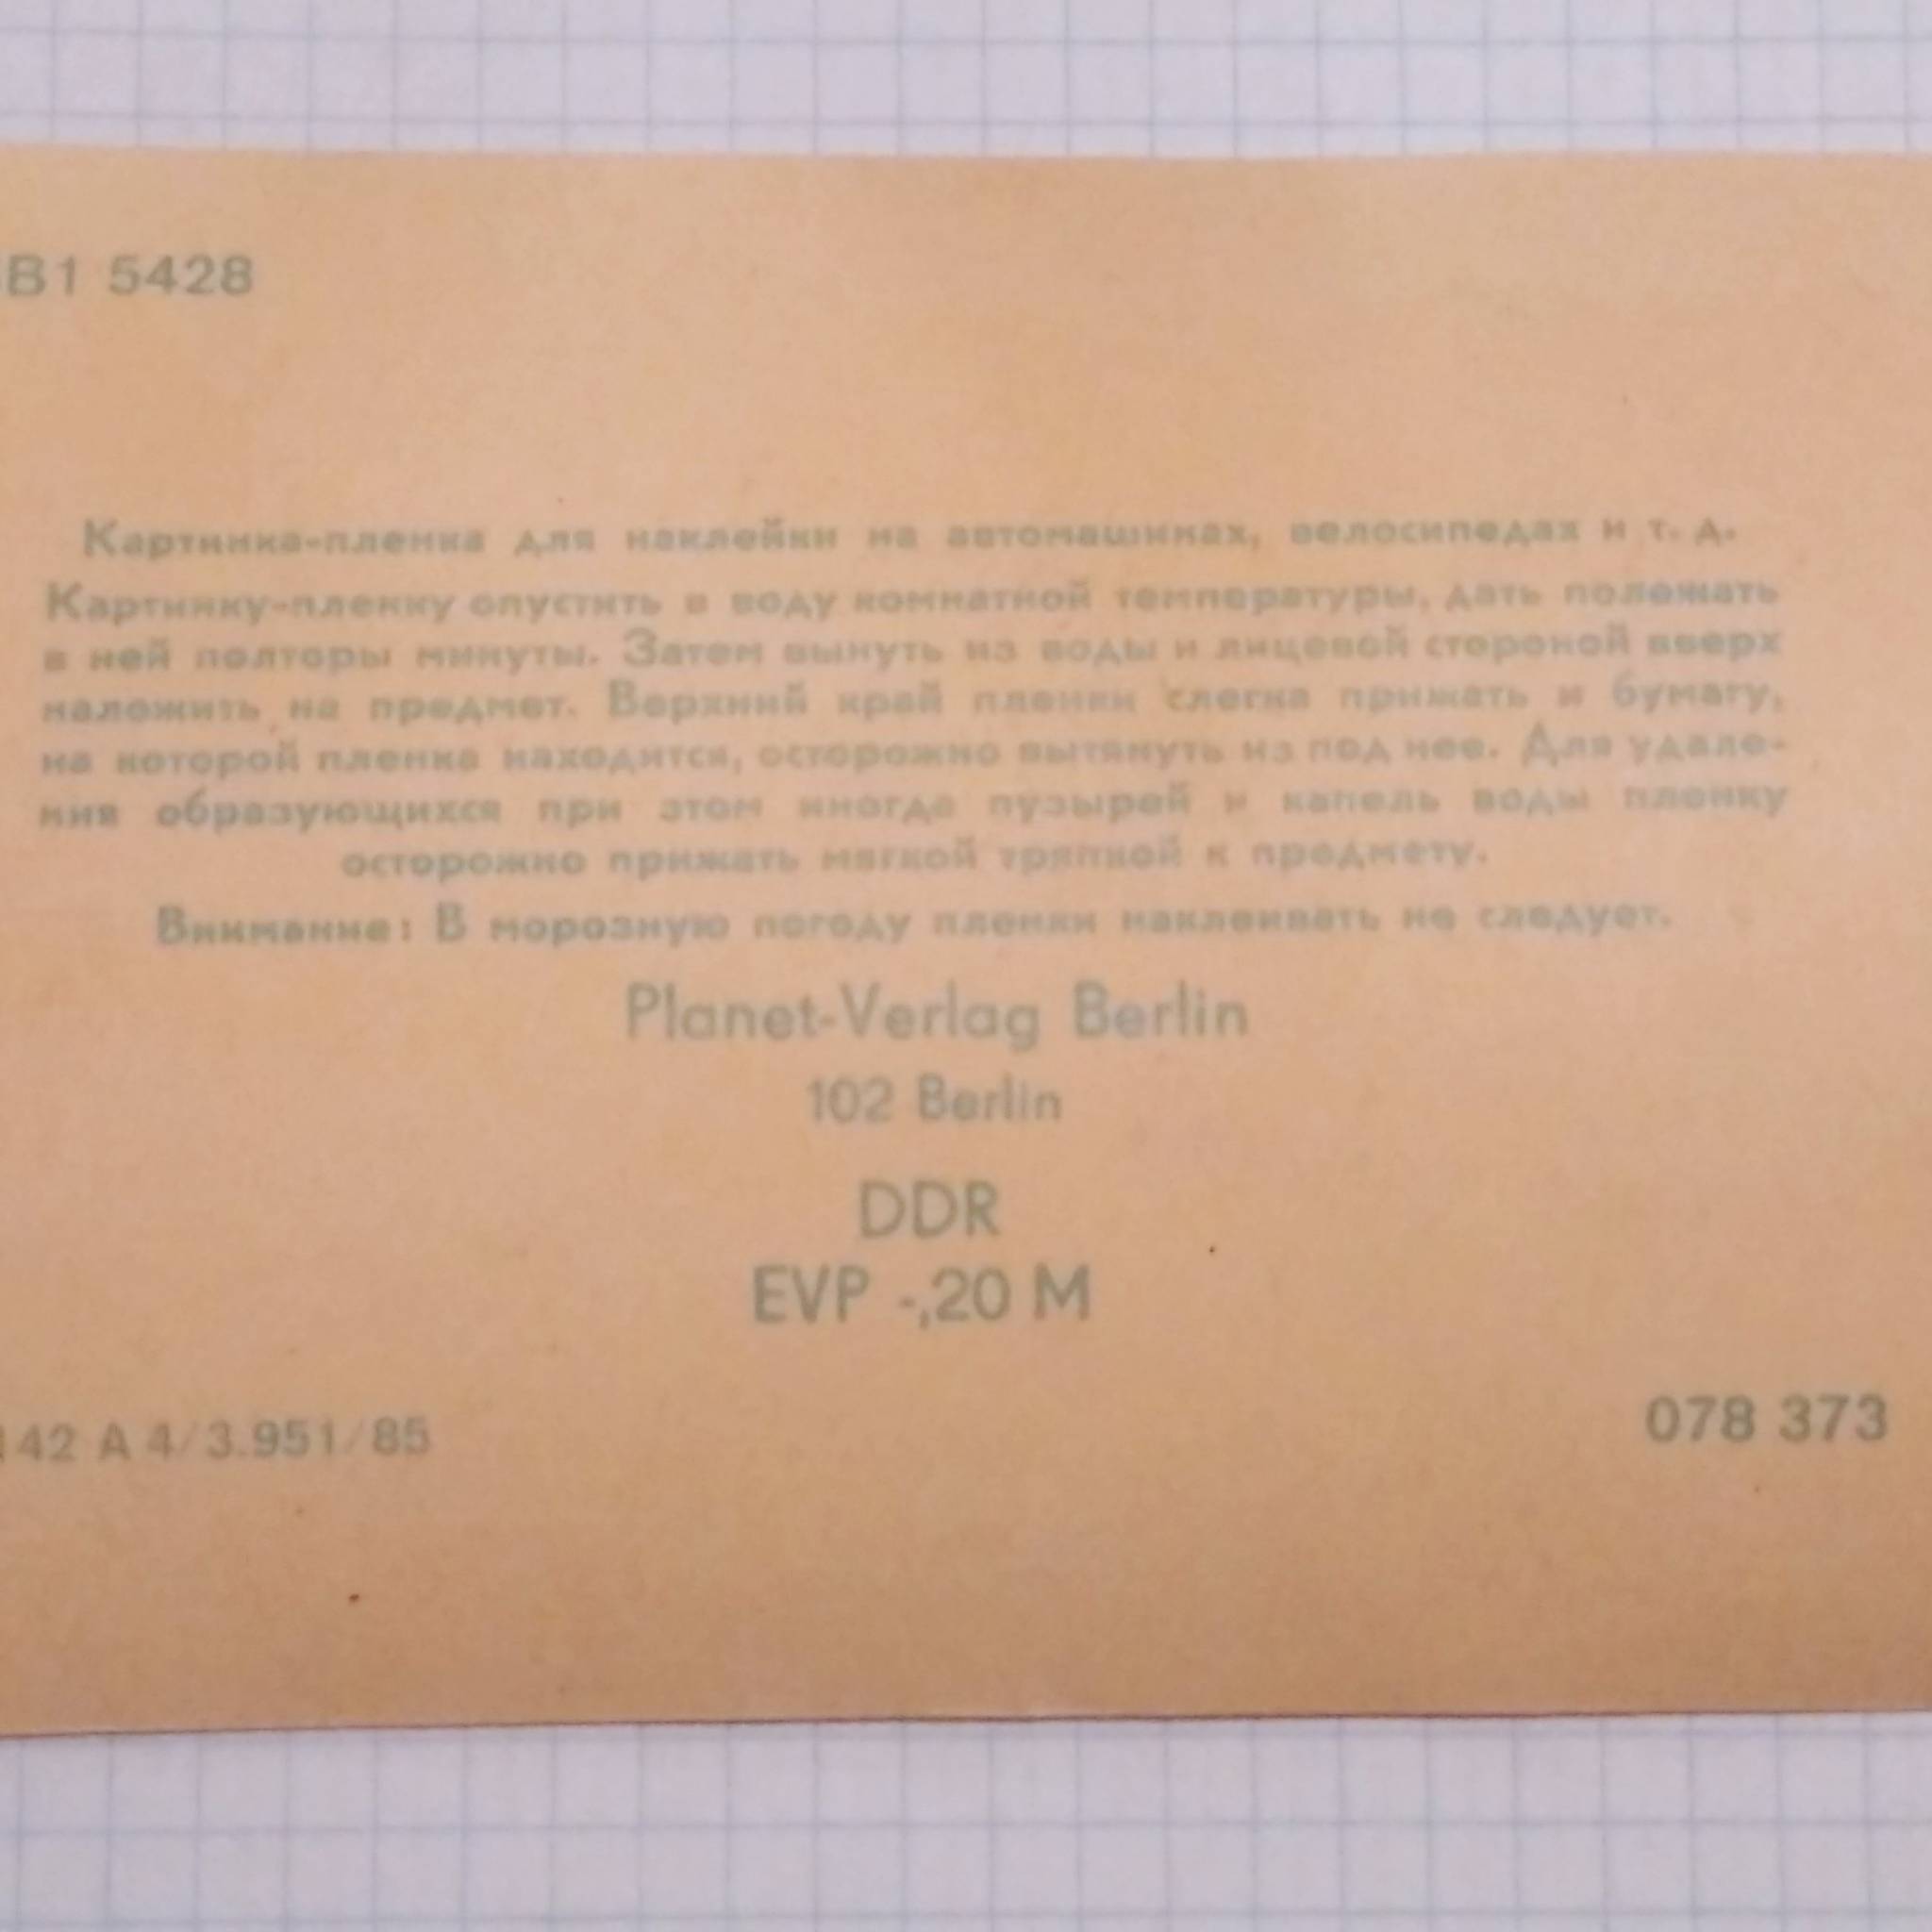 B1 5428
Картинка-пленка для наклейки на автомашинах, велосипедах и т. д.
Картинку-пленку опустить в воду комнатной температуры, дать полежать
в ней полторы минуты. Затем вынуть из воды и лицевой стороной вверх
наложить на предмет. Верхний край пленки слегка прижать и бумагу,
на которой пленка находится, осторожно вытянуть из под нее. Для удале-
ния образующихся при этом иногда пузырей и капель воды пленку
осторожно прижать мягкой тряпкой к предмету.
Внимание: В морозную погоду пленки наклеивать не следует.
Planet-Verlag Berlin
102 Berlin
DDR
EVP -,20 M
142 A 4/3.951/85
078 373